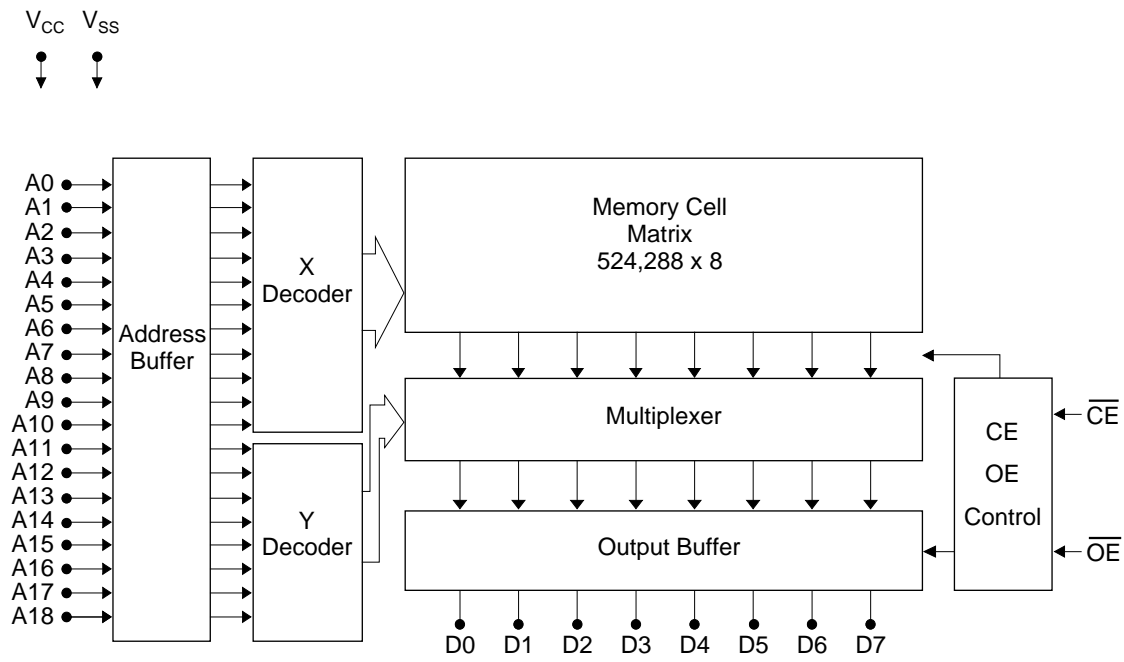 VCC VSS
A0
A1
A2
A3
A4
A5
A6
A7
A8
A9
A10
A11
A12
A13
A14
A15
A16
A17
A18
Address
Buffer
X
Decoder
Y
Decoder
Memory Cell
Matrix
524,288 x 8
Multiplexer
Output Buffer
CE
OE
Control
C̅E̅
O̅E̅
D0 D1 D2 D3 D4 D5 D6 D7